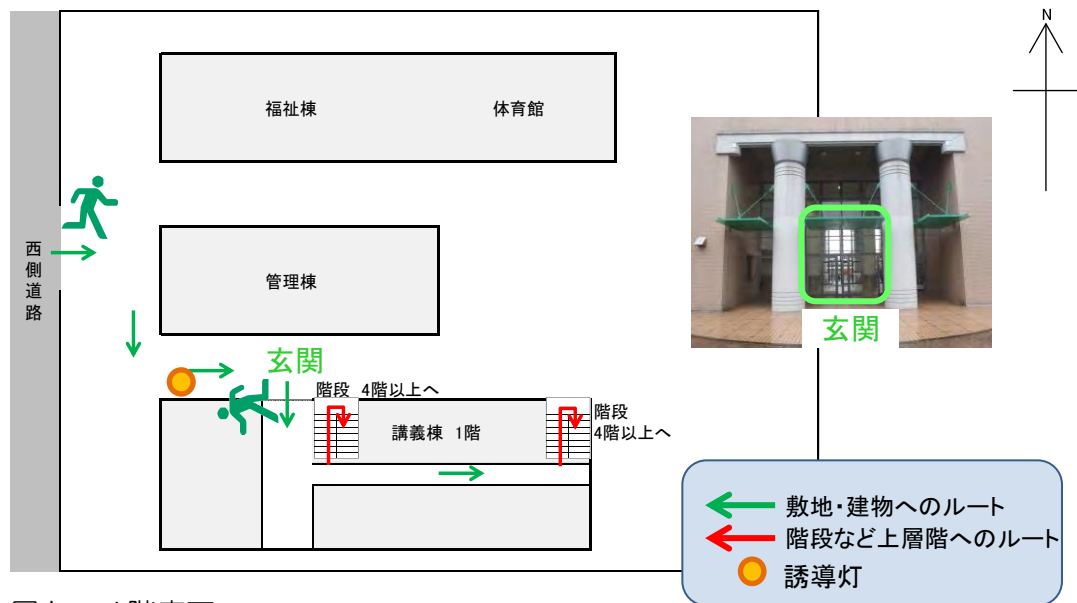 N
福祉棟
体育館
西側道路
管理棟
玄関
玄関
階段 4階以上へ
階段
4階以上へ
講義棟 1階
敷地・建物へのルート
階段など上層階へのルート
誘導灯